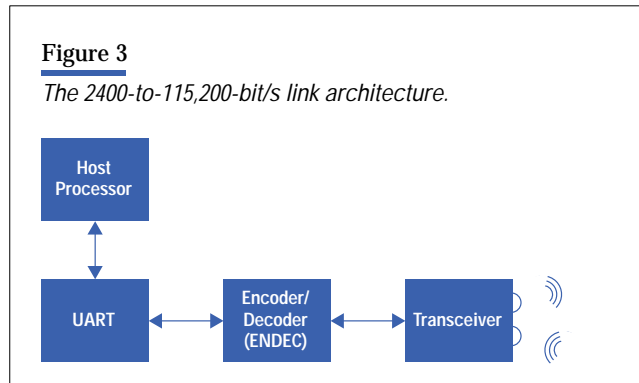 Figure 3
The 2400-to-115,200-bit/s link architecture.
Host
Processor
UART
Encoder/
Decoder
(ENDEC)
Transceiver